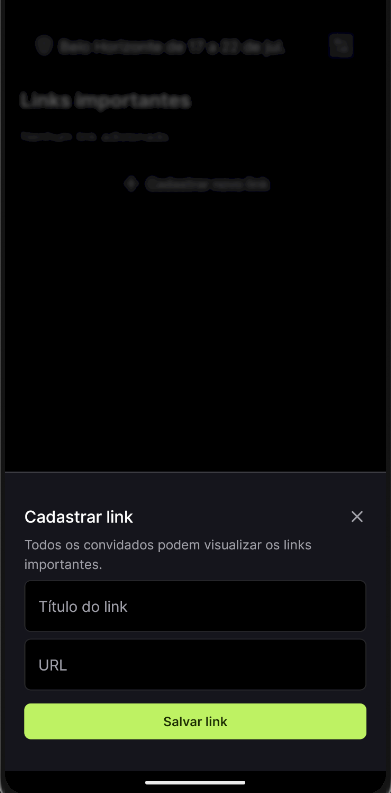 Belo Horizonte de 17 a 22 de jul.
Links importantes
Nenhum link adicionado.
Cadastrar novo link
Cadastrar link
Todos os convidados podem visualizar os links
importantes.
Título do link
URL
Salvar link